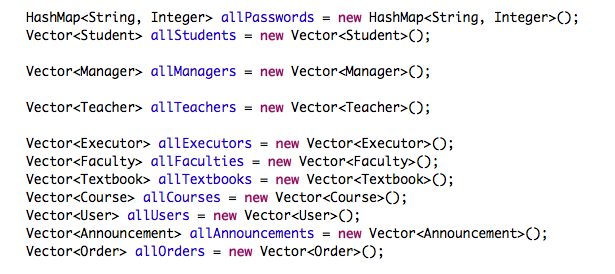 HashMap<String, Integer> allPasswords = new HashMap<String, Integer>();
Vector<Student> allStudents = new Vector<Student>();
Vector<Manager> allManagers = new Vector<Manager>();
Vector<Teacher> allTeachers = new Vector<Teacher>();
Vector<Executor> allExecutors = new Vector<Executor>();
Vector<Faculty> allFaculties = new Vector<Faculty>();
Vector<Textbook> allTextbooks = new Vector<Textbook>();
Vector<Course> allCourses = new Vector<Course>();
Vector<User> allUsers = new Vector<User>();
Vector<Announcement> allAnnouncements = new Vector<Announcement>();
Vector<Order> allOrders = new Vector<Order>();